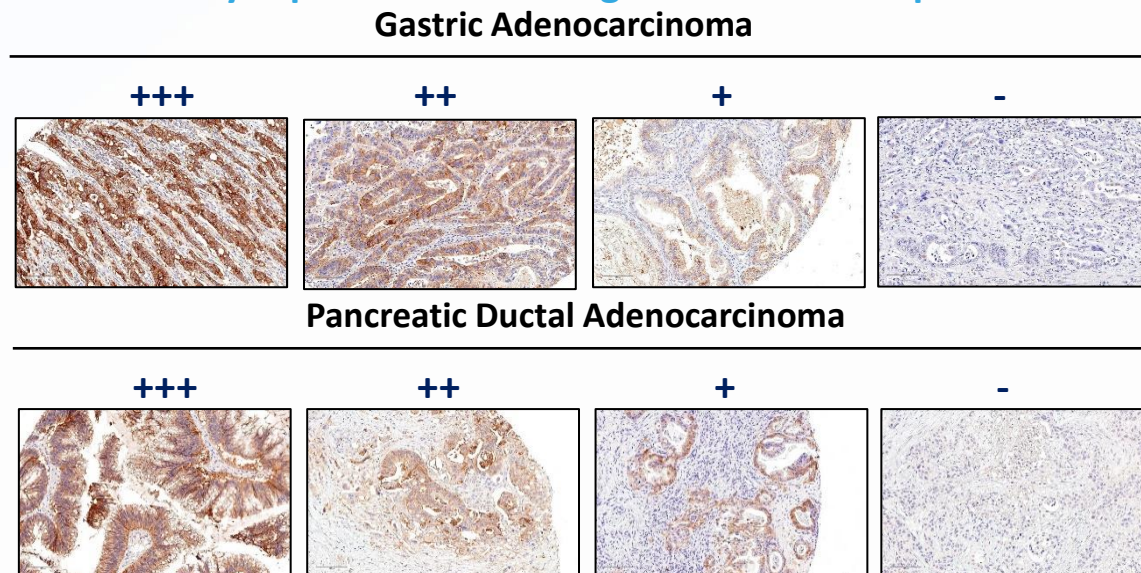 Gastric Adenocarcinoma
+++ ++ + -
Pancreatic Ductal Adenocarcinoma
+++ ++ + -